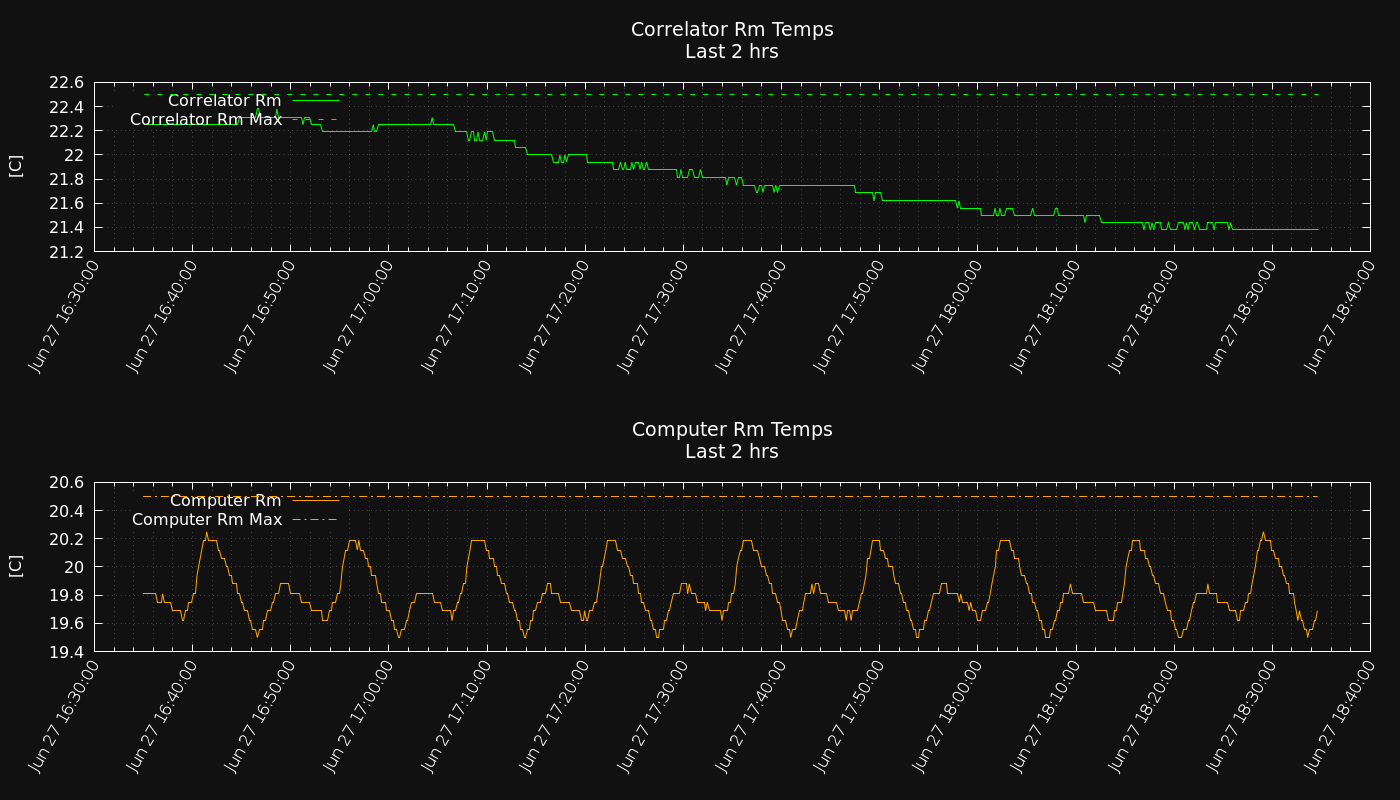 Correlator Rm Temps
Last 2 hrs
22.6
22.4
22.2
22
21.8
21.6
21.4
21.2
[C]
Correlator Rm
Correlator Rm Max
Jun 27 16:30:00
Jun 27 16:40:00
Jun 27 16:50:00
Jun 27 17:00:00
Jun 27 17:10:00
Jun 27 17:20:00
Jun 27 17:30:00
Jun 27 17:40:00
Jun 27 17:50:00
Jun 27 18:00:00
Jun 27 18:10:00
Jun 27 18:20:00
Jun 27 18:30:00
Jun 27 18:40:00
Computer Rm Temps
Last 2 hrs
20.6
20.4
20.2
20
19.8
19.6
19.4
[C]
Computer Rm
Computer Rm Max
Jun 27 16:30:00
Jun 27 16:40:00
Jun 27 16:50:00
Jun 27 17:00:00
Jun 27 17:10:00
Jun 27 17:20:00
Jun 27 17:30:00
Jun 27 17:40:00
Jun 27 17:50:00
Jun 27 18:00:00
Jun 27 18:10:00
Jun 27 18:20:00
Jun 27 18:30:00
Jun 27 18:40:00